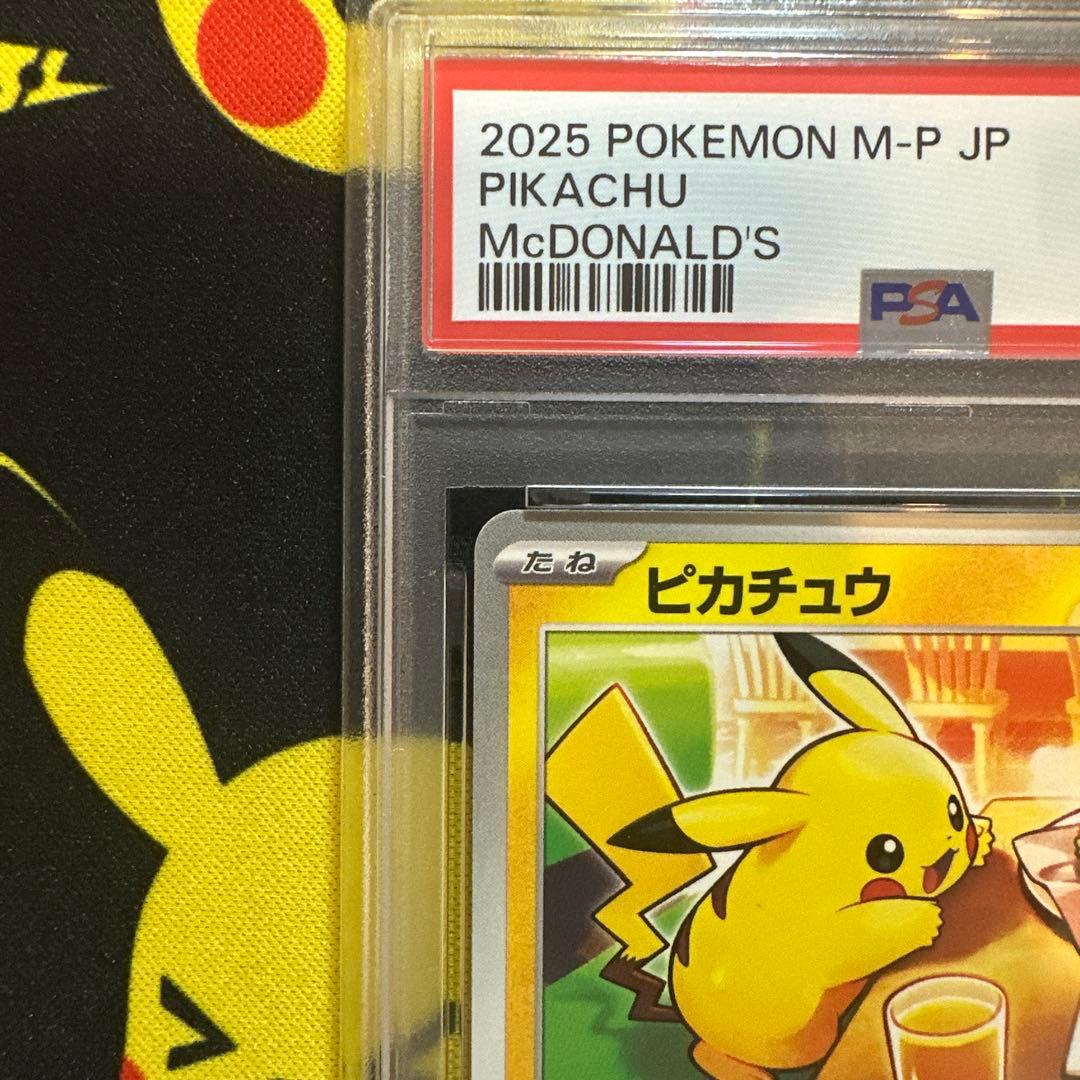 2025 POKEMON M-P JP
PIKACHU
McDONALD'S
PSA
たね
ピカチュウ